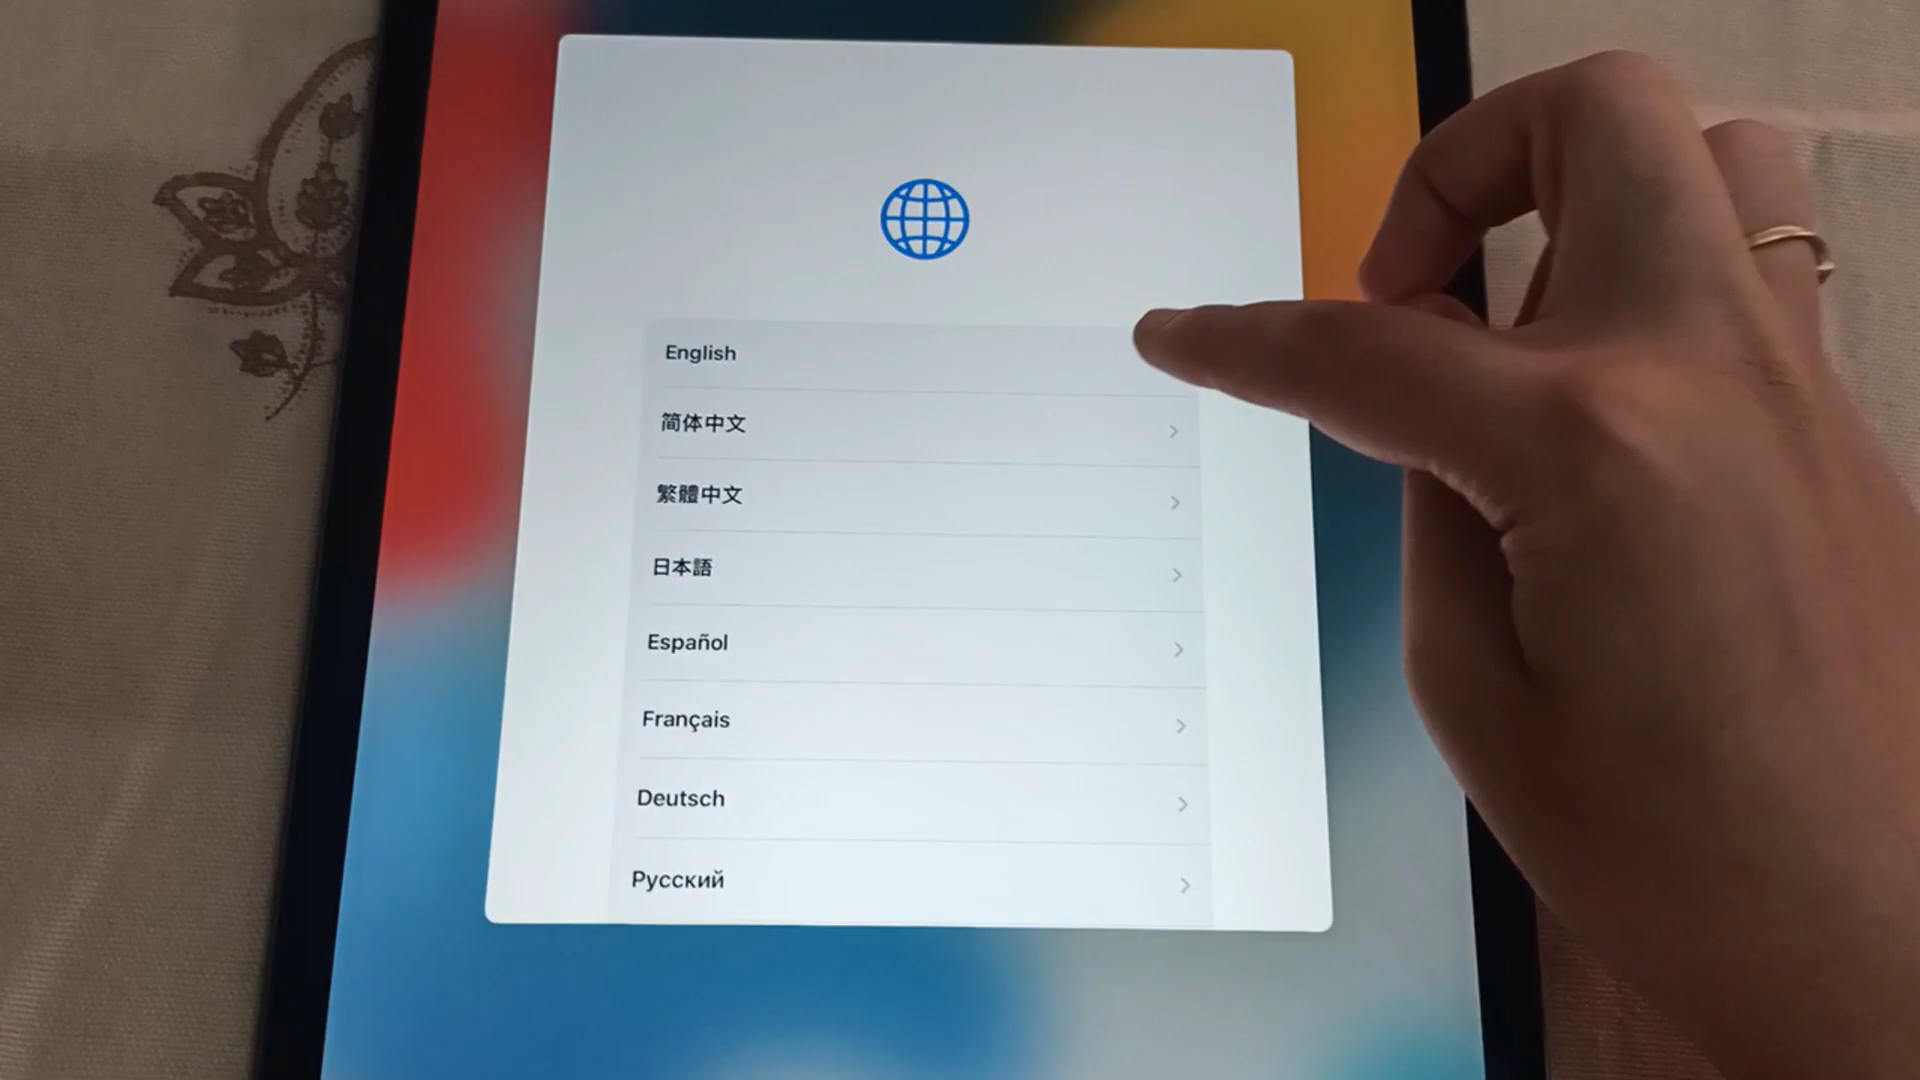 English
简体中文
繁體中文
日本語
Español
Français
Deutsch
Русский